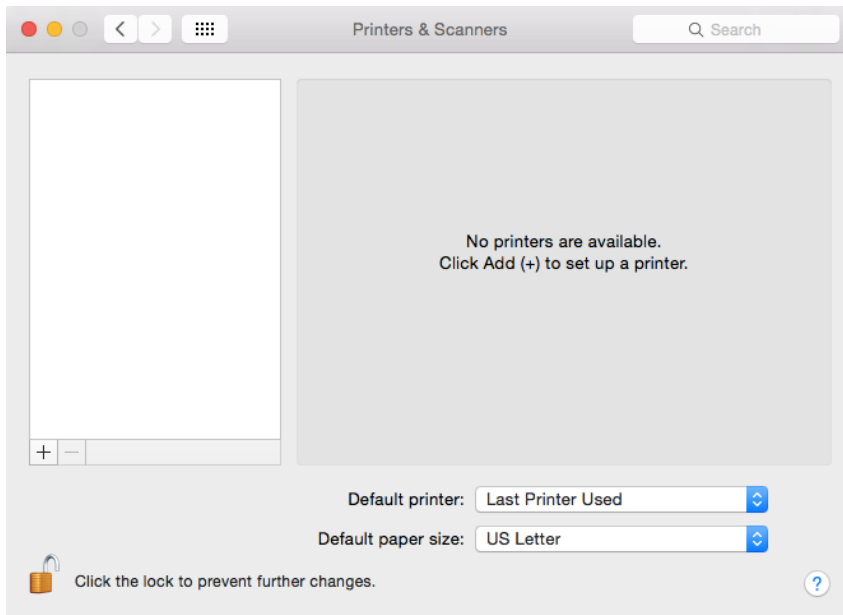 Printers & Scanners
Search
No printers are available.
Click Add (+) to set up a printer.
+ −
Default printer: Last Printer Used
Default paper size: US Letter
Click the lock to prevent further changes.
?